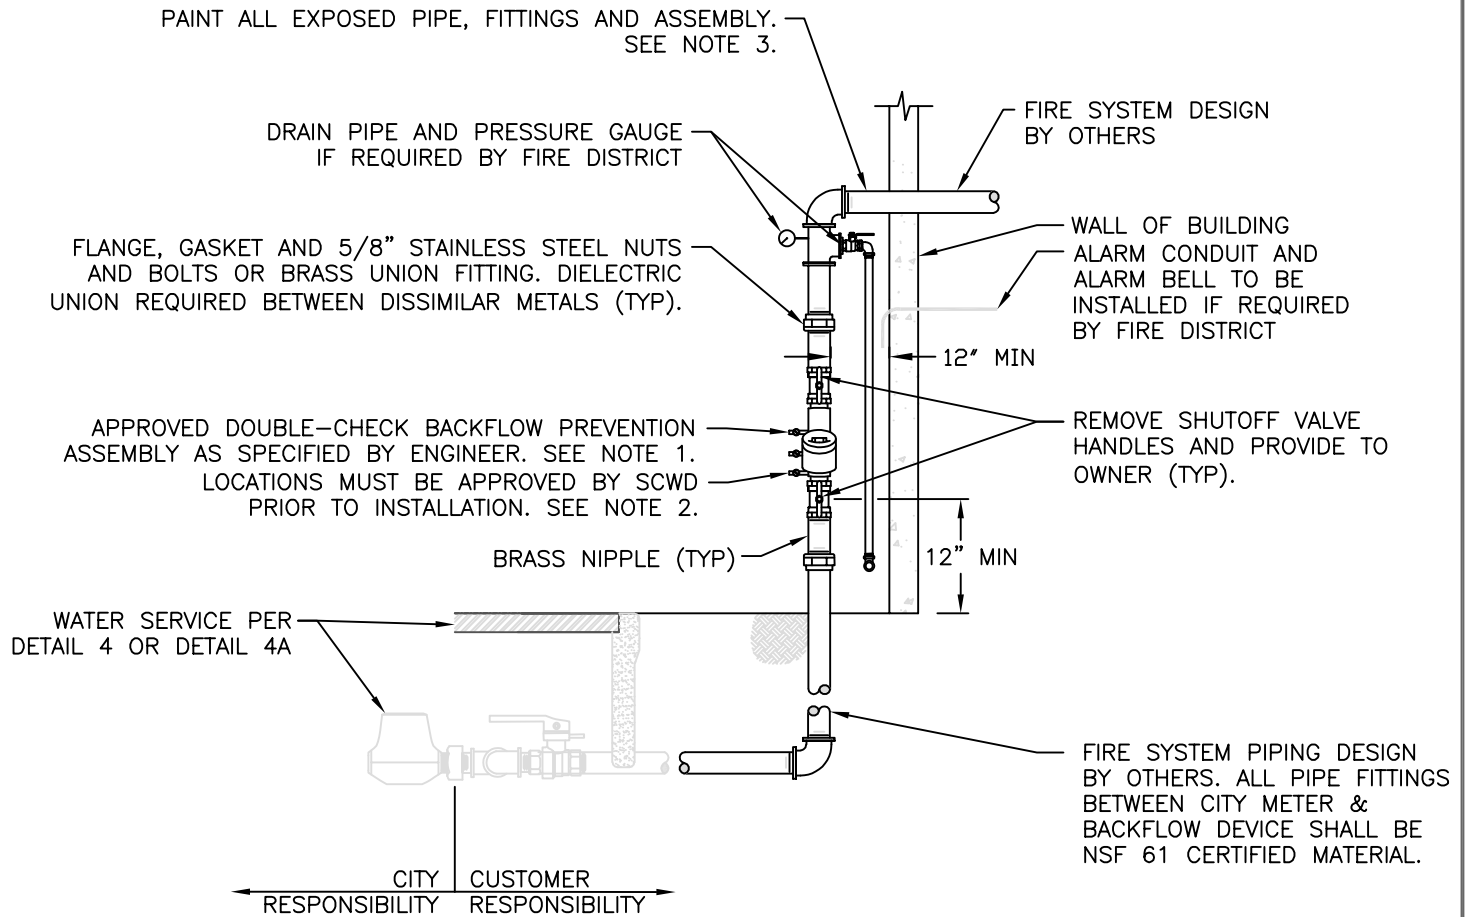 PAINT ALL EXPOSED PIPE, FITTINGS AND ASSEMBLY.
SEE NOTE 3.
FIRE SYSTEM DESIGN
BY OTHERS
DRAIN PIPE AND PRESSURE GAUGE
IF REQUIRED BY FIRE DISTRICT
WALL OF BUILDING
ALARM CONDUIT AND
ALARM BELL TO BE
INSTALLED IF REQUIRED
BY FIRE DISTRICT
FLANGE, GASKET AND 5/8" STAINLESS STEEL NUTS
AND BOLTS OR BRASS UNION FITTING. DIELECTRIC
UNION REQUIRED BETWEEN DISSIMILAR METALS (TYP).
12" MIN
APPROVED DOUBLE-CHECK BACKFLOW PREVENTION
ASSEMBLY AS SPECIFIED BY ENGINEER. SEE NOTE 1.
LOCATIONS MUST BE APPROVED BY SCWD
PRIOR TO INSTALLATION. SEE NOTE 2.
REMOVE SHUTOFF VALVE
HANDLES AND PROVIDE TO
OWNER (TYP).
BRASS NIPPLE (TYP)
12" MIN
WATER SERVICE PER
DETAIL 4 OR DETAIL 4A
FIRE SYSTEM PIPING DESIGN
BY OTHERS. ALL PIPE FITTINGS
BETWEEN CITY METER &
BACKFLOW DEVICE SHALL BE
NSF 61 CERTIFIED MATERIAL.
CITY
RESPONSIBILITY
CUSTOMER
RESPONSIBILITY